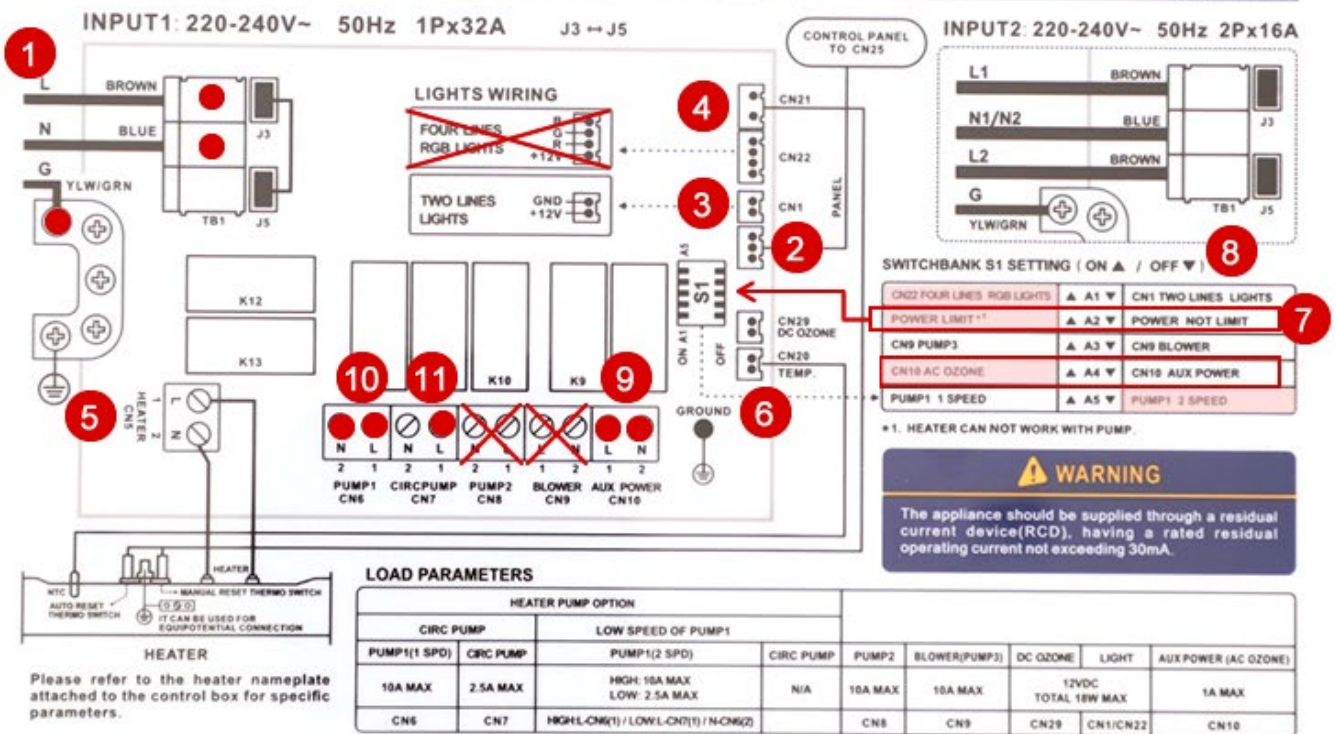 INPUT1: 220-240V~ 50Hz 1Px32A J3 ↔ J5
1
L BROWN
N BLUE
G YLW/GRN
J3
TB1 J5
LIGHTS WIRING
FOUR LINES
RGB LIGHTS
B
G
R
+12V
TWO LINES
LIGHTS
GND
+12V
CONTROL PANEL
TO CN25
4
CN21
CN22
3
CN1
PANEL
2
A5
S1
ON A1
OFF
CN29
DC OZONE
CN20
TEMP.
6
GROUND
K12
K13
K10
K9
10
11
9
N L N L N L L N L N
2 1 2 1 2 1 1 2 1 2
PUMP1 CIRCPUMP PUMP2 BLOWER AUX POWER
CN6 CN7 CN8 CN9 CN10
5
HEATER
CN5
1 L
2 N
HEATER
NTC
MANUAL RESET THERMO SWITCH
AUTO RESET
THERMO SWITCH
IT CAN BE USED FOR
EQUIPOTENTIAL CONNECTION
HEATER
Please refer to the heater nameplate
attached to the control box for specific
parameters.
INPUT2: 220-240V~ 50Hz 2Px16A
L1 BROWN
N1/N2 BLUE
L2 BROWN
G
YLW/GRN
J3
TB1 J5
8
SWITCHBANK S1 SETTING ( ON ▲ / OFF ▼ )
CN22 FOUR LINES RGB LIGHTS ▲ A1 ▼ CN1 TWO LINES LIGHTS
POWER LIMIT*1 ▲ A2 ▼ POWER NOT LIMIT
7
CN9 PUMP3 ▲ A3 ▼ CN9 BLOWER
CN10 AC OZONE ▲ A4 ▼ CN10 AUX POWER
PUMP1 1 SPEED ▲ A5 ▼ PUMP1 2 SPEED
*1. HEATER CAN NOT WORK WITH PUMP.
WARNING
The appliance should be supplied through a residual
current device(RCD), having a rated residual
operating current not exceeding 30mA.
LOAD PARAMETERS
HEATER PUMP OPTION
CIRC PUMP LOW SPEED OF PUMP1
PUMP1(1 SPD) CIRC PUMP PUMP1(2 SPD) CIRC PUMP PUMP2 BLOWER(PUMP3) DC OZONE LIGHT AUX POWER (AC OZONE)
10A MAX 2.5A MAX HIGH: 10A MAX N/A 10A MAX 10A MAX 12VDC 1A MAX
LOW: 2.5A MAX TOTAL 18W MAX
CN6 CN7 HIGH:L-CN6(1) / LOW:L-CN7(1) / N-CN6(2) CN8 CN9 CN29 CN1/CN22 CN10